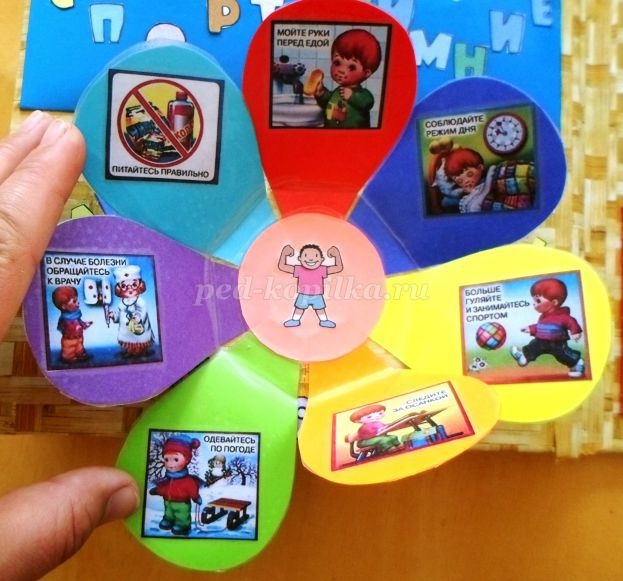 МОЙТЕ РУКИ
ПЕРЕД ЕДОЙ
СОБЛЮДАЙТЕ
РЕЖИМ ДНЯ
БОЛЬШЕ
ГУЛЯЙТЕ
И ЗАНИМАЙТЕСЬ
СПОРТОМ
СЛЕДИТЕ
ЗА ОСАНКОЙ
ОДЕВАЙТЕСЬ
ПО ПОГОДЕ
В СЛУЧАЕ БОЛЕЗНИ
ОБРАЩАЙТЕСЬ
К ВРАЧУ
ПИТАЙТЕСЬ ПРАВИЛЬНО
ped-kopilka.ru